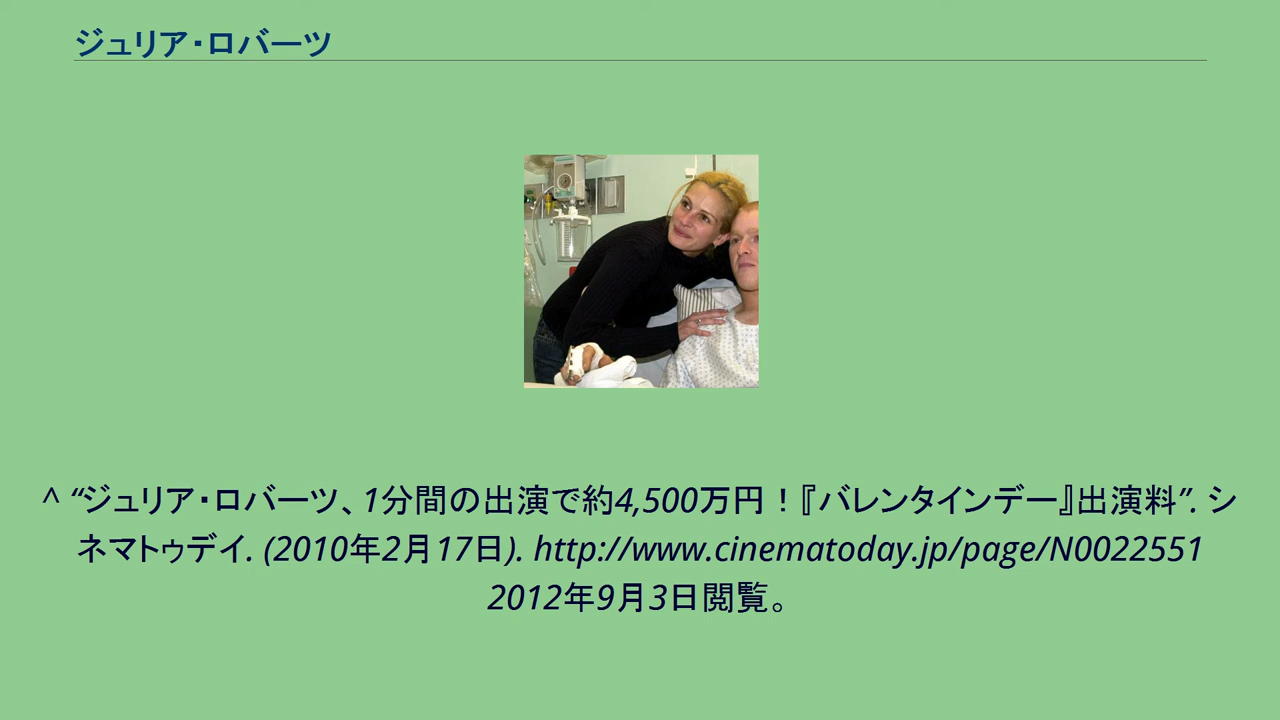 ジュリア・ロバーツ
^ “ジュリア・ロバーツ、1分間の出演で約4,500万円！『バレンタインデー』出演料”. シ
ネマトゥデイ. (2010年2月17日). http://www.cinematoday.jp/page/N0022551
2012年9月3日閲覧。